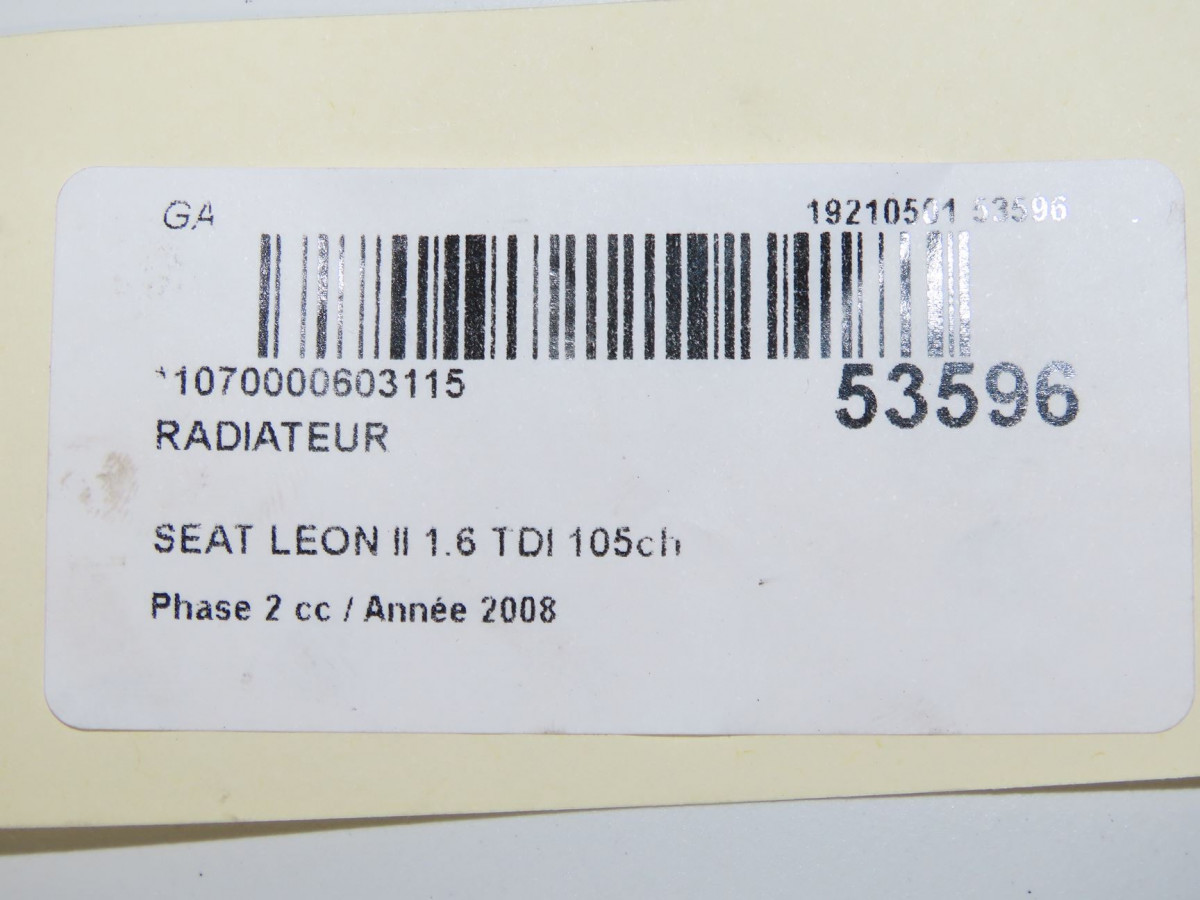 GA 19210501 53596
*1070000603115 53596
RADIATEUR
SEAT LEON II 1.6 TDI 105ch
Phase 2 cc / Année 2008